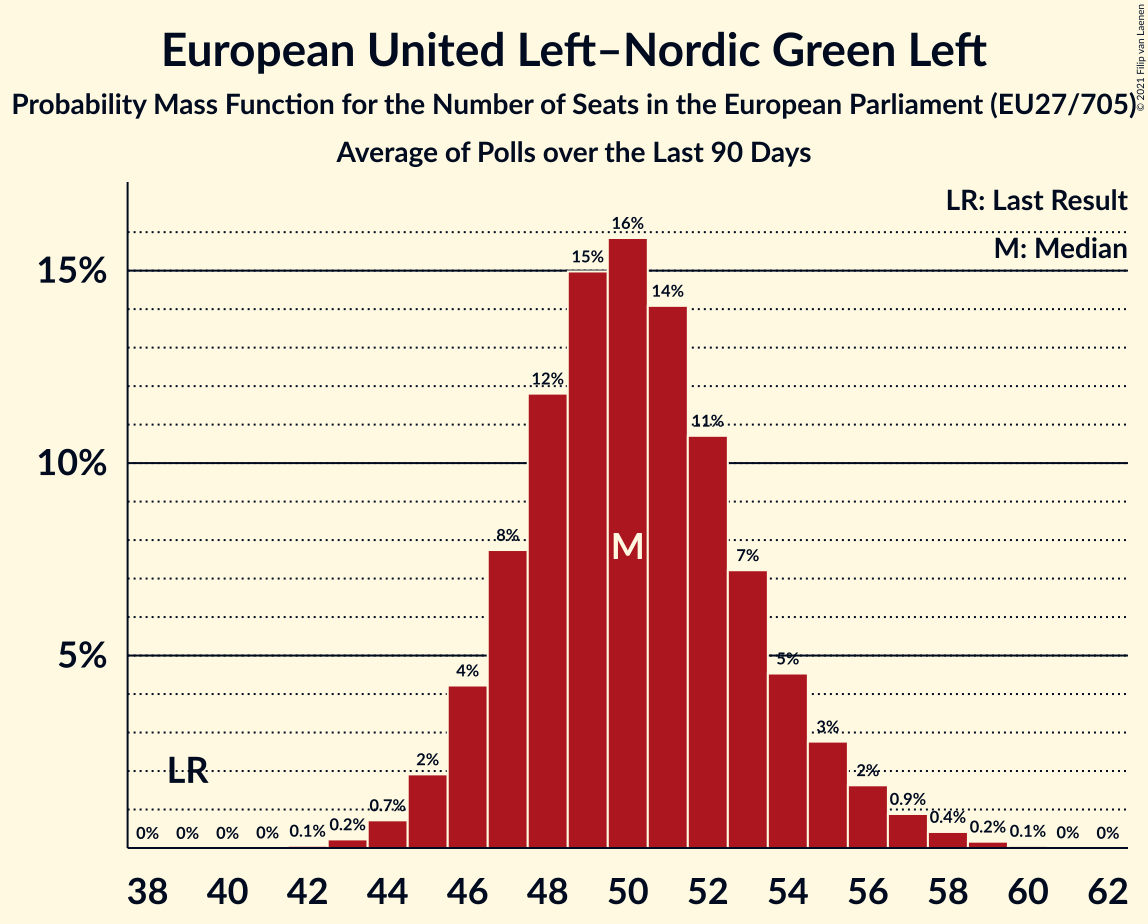 European United Left–Nordic Green Left
Probability Mass Function for the Number of Seats in the European Parliament (EU27/705)
Average of Polls over the Last 90 Days
© 2021 Filip van Laenen
LR: Last Result
M: Median
16%
15%
15%
14%
12%
11%
10%
8%
M
7%
5%
5%
4%
3%
2%
LR
2%
0.7%
0.9%
0% 0% 0% 0% 0.1% 0.2% 0.4% 0.2% 0.1% 0% 0%
38 40 42 44 46 48 50 52 54 56 58 60 62